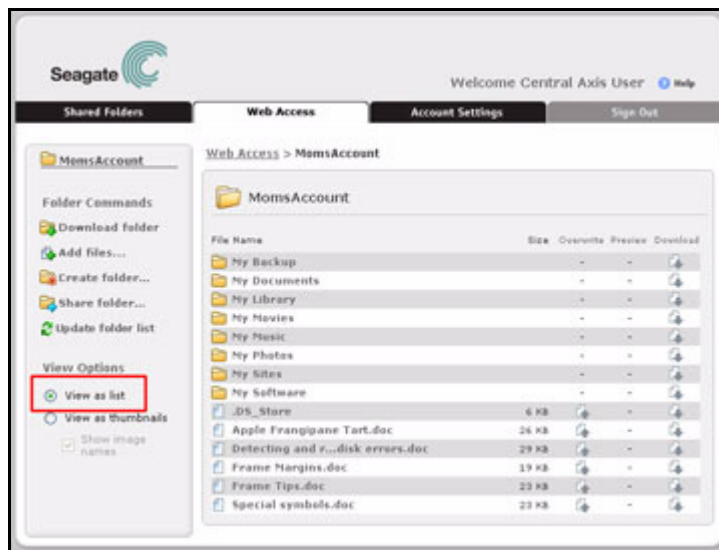 Seagate
Welcome Central Axis User Help
Shared Folders Web Access Account Settings Sign Out
MomsAccount
Folder Commands
Download folder
Add files...
Create folder...
Share folder...
Update folder list
View Options
View as list
View as thumbnails
Show image
names
Web Access > MomsAccount
MomsAccount
File Name Size Overwrite Preview Download
My Backup - -
My Documents - -
My Library - -
My Movies - -
My Music - -
My Photos - -
My Sites - -
My Software - -
.DS_Store 6 KB -
Apple Frangipane Tart.doc 26 KB -
Detecting and r...disk errors.doc 29 KB -
Frame Margins.doc 19 KB -
Frame Tips.doc 23 KB -
Special symbols.doc 23 KB -